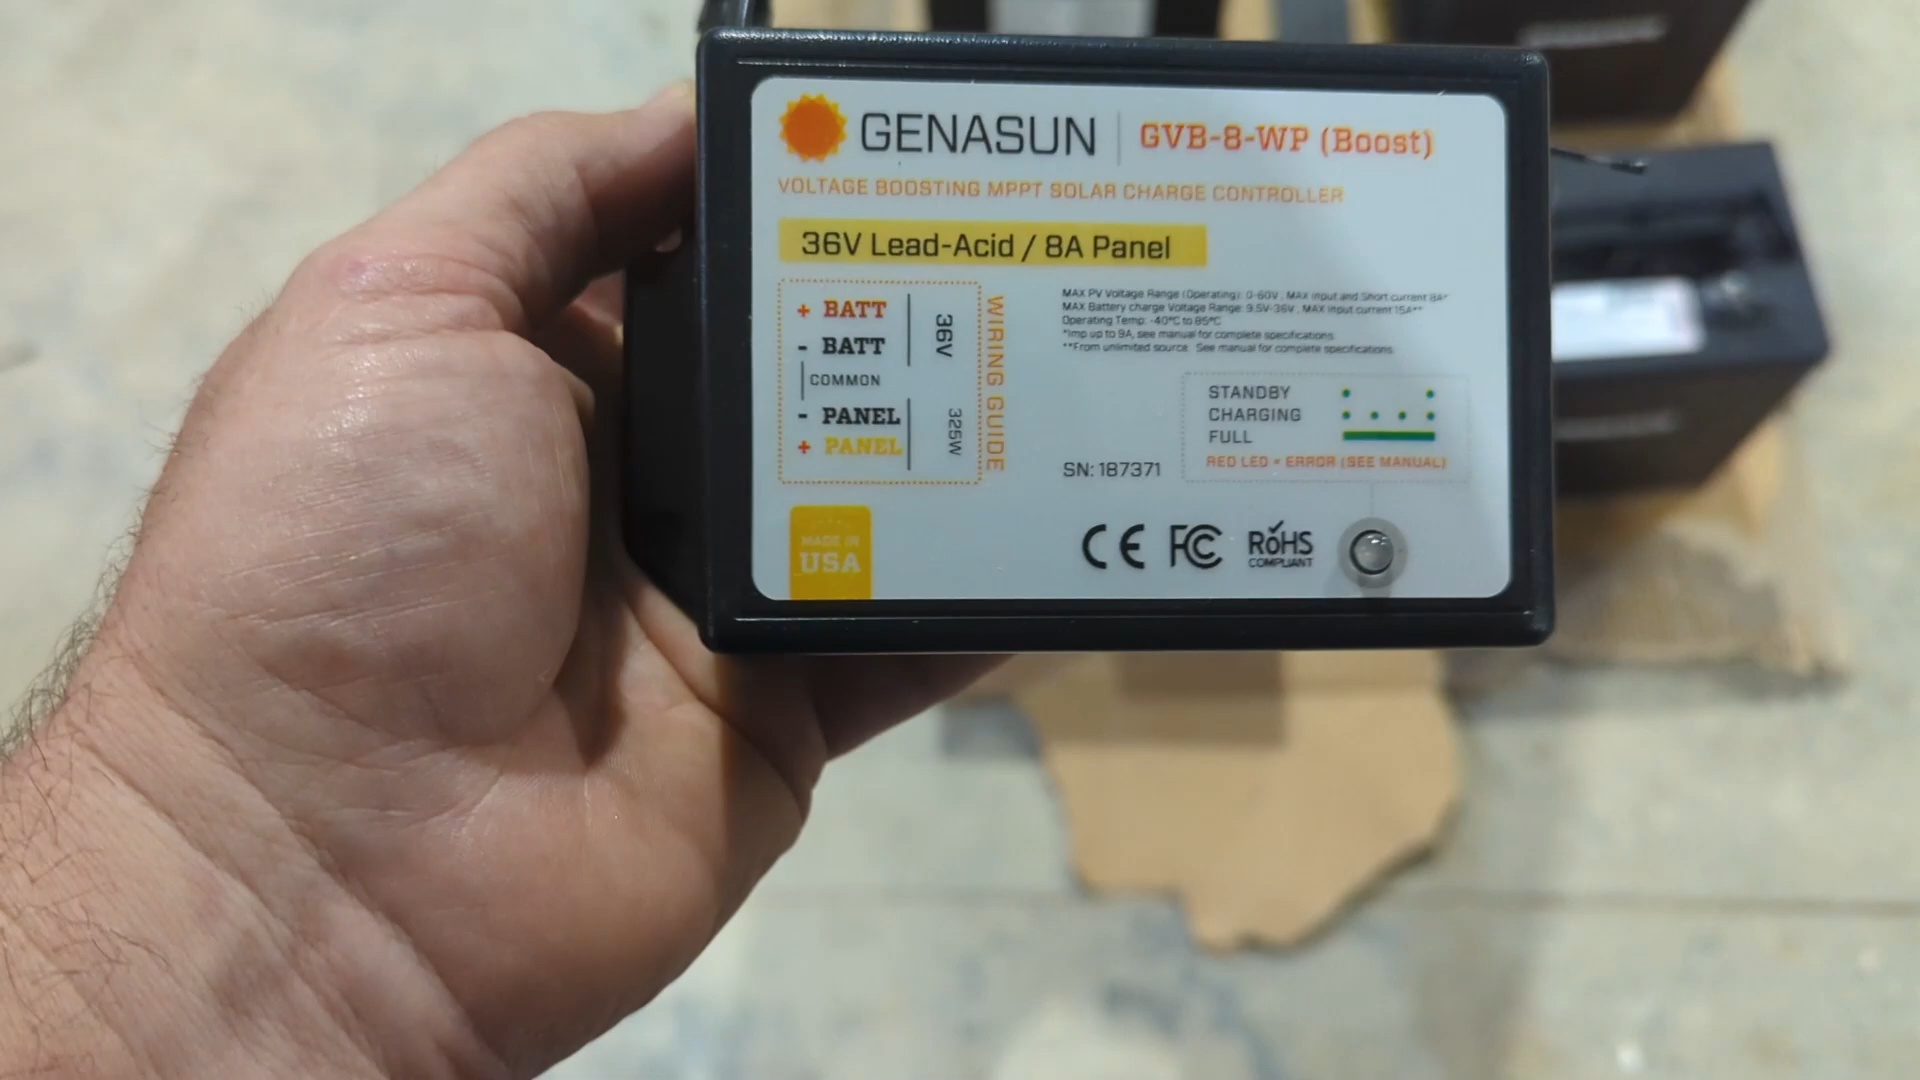 GENASUN | GVB-8-WP (Boost)
VOLTAGE BOOSTING MPPT SOLAR CHARGE CONTROLLER
36V Lead-Acid / 8A Panel
+ BATT
- BATT
36V
COMMON
- PANEL
+ PANEL
325W
WIRING GUIDE
MAX PV Voltage Range (Operating): 0-60V , MAX input and Short current 8A*
MAX Battery charge Voltage Range: 9.5V-36V , MAX input current 15A**
Operating Temp: -40°C to 85°C
*Imp up to 9A, see manual for complete specifications.
**From unlimited source. See manual for complete specifications.
STANDBY
CHARGING
FULL
RED LED = ERROR (SEE MANUAL)
SN: 187371
MADE IN
USA
CE FC RoHS
COMPLIANT